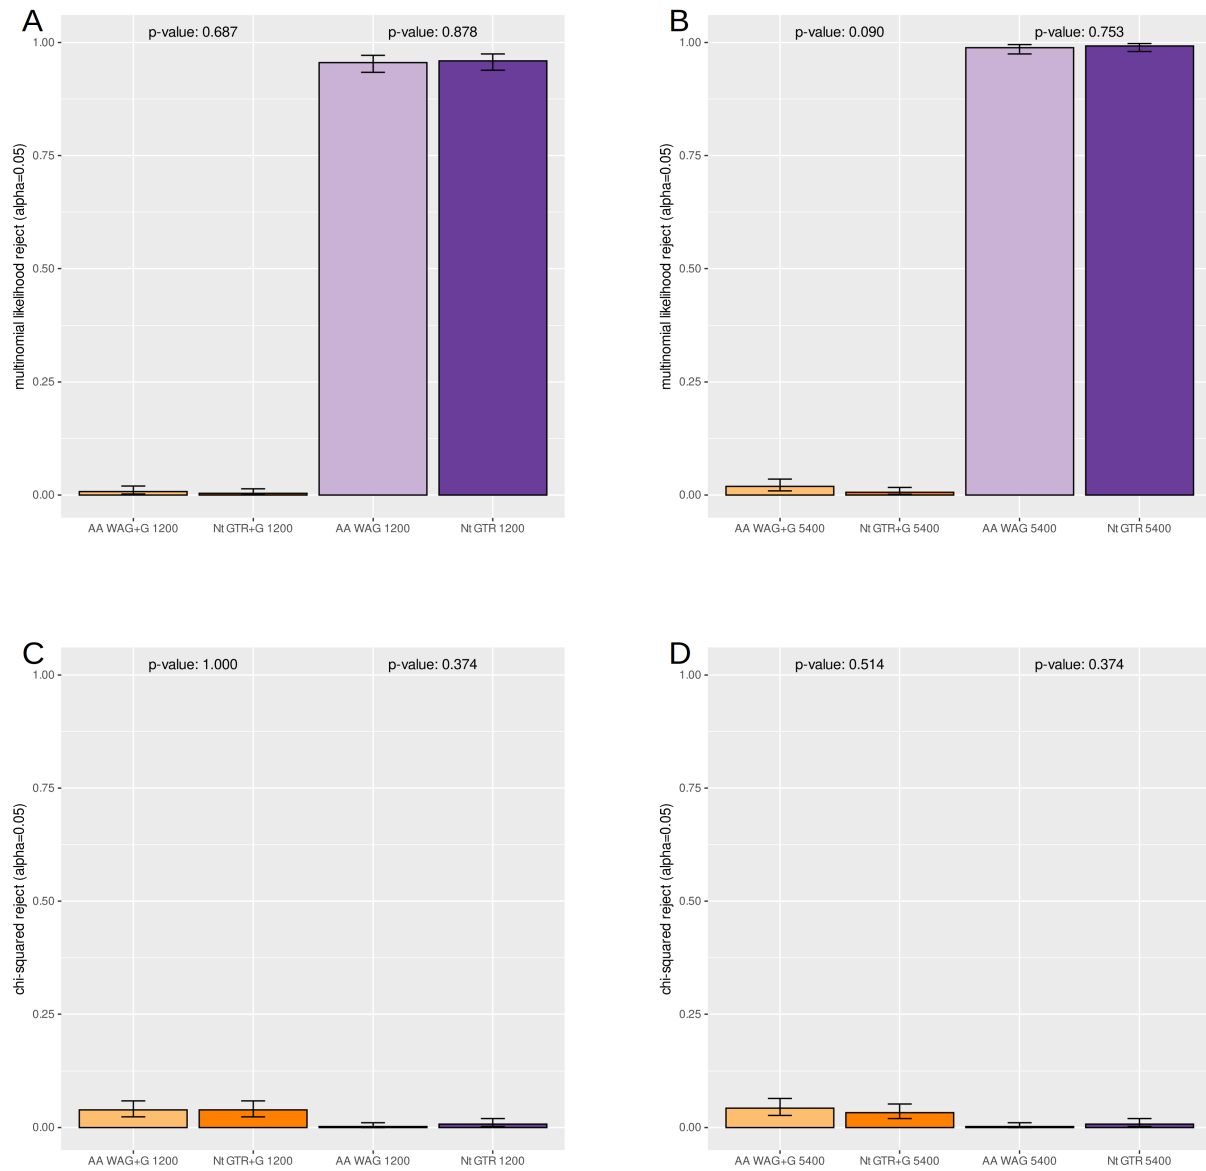 A
p-value: 0.687
p-value: 0.878
1.00
0.75
0.50
0.25
0.00
multinomial likelihood reject (alpha=0.05)
AA WAG+G 1200
Nt GTR+G 1200
AA WAG 1200
Nt GTR 1200
B
p-value: 0.090
p-value: 0.753
1.00
0.75
0.50
0.25
0.00
multinomial likelihood reject (alpha=0.05)
AA WAG+G 5400
Nt GTR+G 5400
AA WAG 5400
Nt GTR 5400
C
p-value: 1.000
p-value: 0.374
1.00
0.75
0.50
0.25
0.00
chi-squared reject (alpha=0.05)
AA WAG+G 1200
Nt GTR+G 1200
AA WAG 1200
Nt GTR 1200
D
p-value: 0.514
p-value: 0.374
1.00
0.75
0.50
0.25
0.00
chi-squared reject (alpha=0.05)
AA WAG+G 5400
Nt GTR+G 5400
AA WAG 5400
Nt GTR 5400